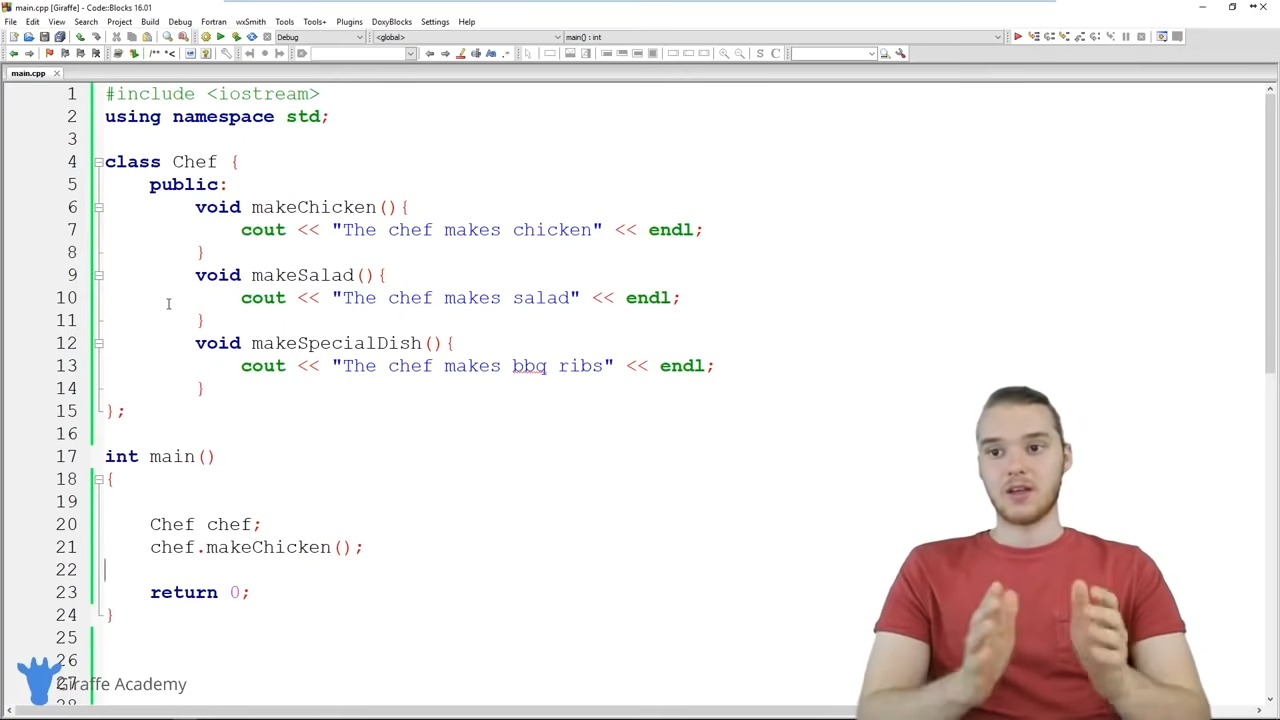 main.cpp [Giraffe] - Code::Blocks 16.01
File Edit View Search Project Build Debug Fortran wxSmith Tools Tools+ Plugins DoxyBlocks Settings Help
Debug <global> main() : int
/** *< S C
main.cpp
1 #include <iostream>
2 using namespace std;
3
4 class Chef {
5 public:
6 void makeChicken(){
7 cout << "The chef makes chicken" << endl;
8 }
9 void makeSalad(){
10 cout << "The chef makes salad" << endl;
11 }
12 void makeSpecialDish(){
13 cout << "The chef makes bbq ribs" << endl;
14 }
15 };
16
17 int main()
18 {
19
20 Chef chef;
21 chef.makeChicken();
22
23 return 0;
24 }
25
26
27
Giraffe Academy
28